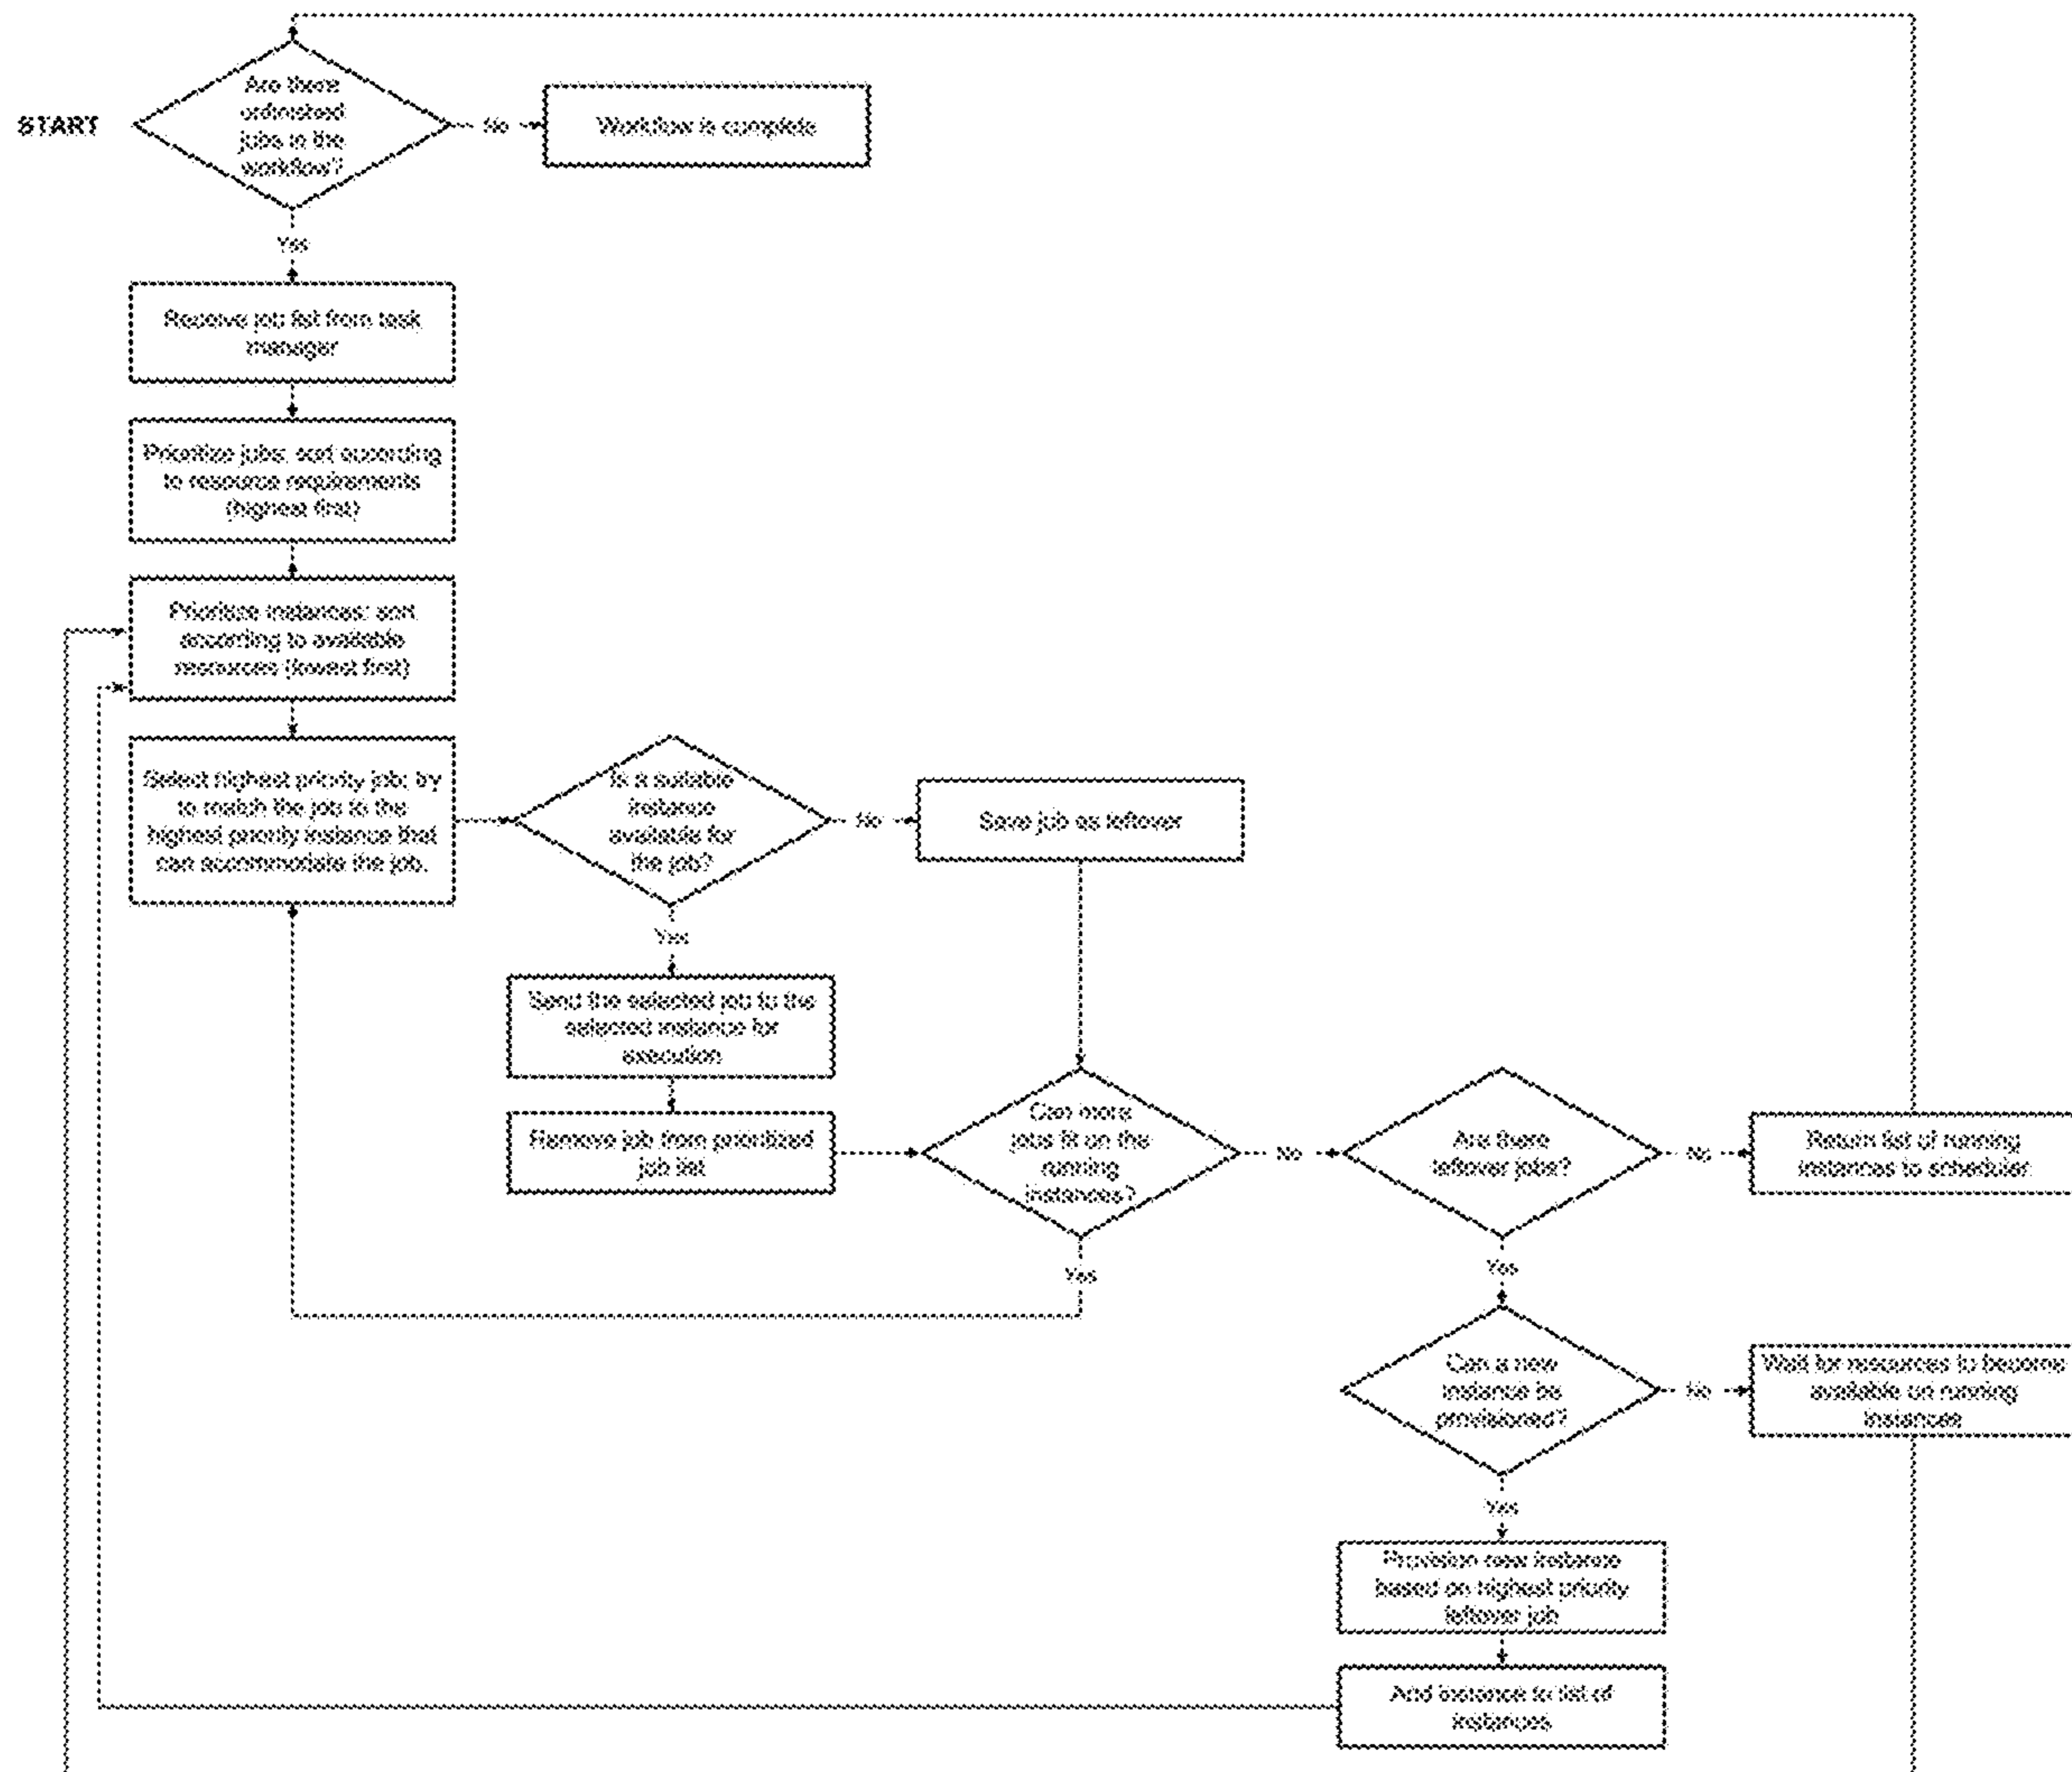 Are there
unfinished
jobs in the
workflow?
START
No
Workflow is complete
Yes
Receive job list from task
manager
Prioritize jobs: sort according
to resource requirements
(highest first)
Prioritize instances: sort
according to available
resources (lowest first)
Select highest priority job; try
to match the job to the
highest priority instance that
can accommodate the job.
Is a suitable
instance
available for
the job?
No
Save job as leftover
Yes
Send the selected job to the
selected instance for
execution
Remove job from prioritized
job list
Can more
jobs fit on the
running
instances?
No
Are there
leftover jobs?
No
Return list of running
instances to scheduler
Yes
Yes
Can a new
instance be
provisioned?
No
Wait for resources to become
available on running
instances
Yes
Provision new instance
based on highest priority
leftover job
Add instance to list of
instances